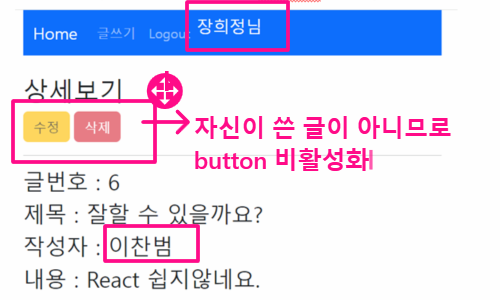 Home 글쓰기 Logout 장희정님
상세보기
수정 삭제
자신이 쓴 글이 아니므로
button 비활성화
글번호 : 6
제목 : 잘할 수 있을까요?
작성자 : 이찬범
내용 : React 쉽지않네요.